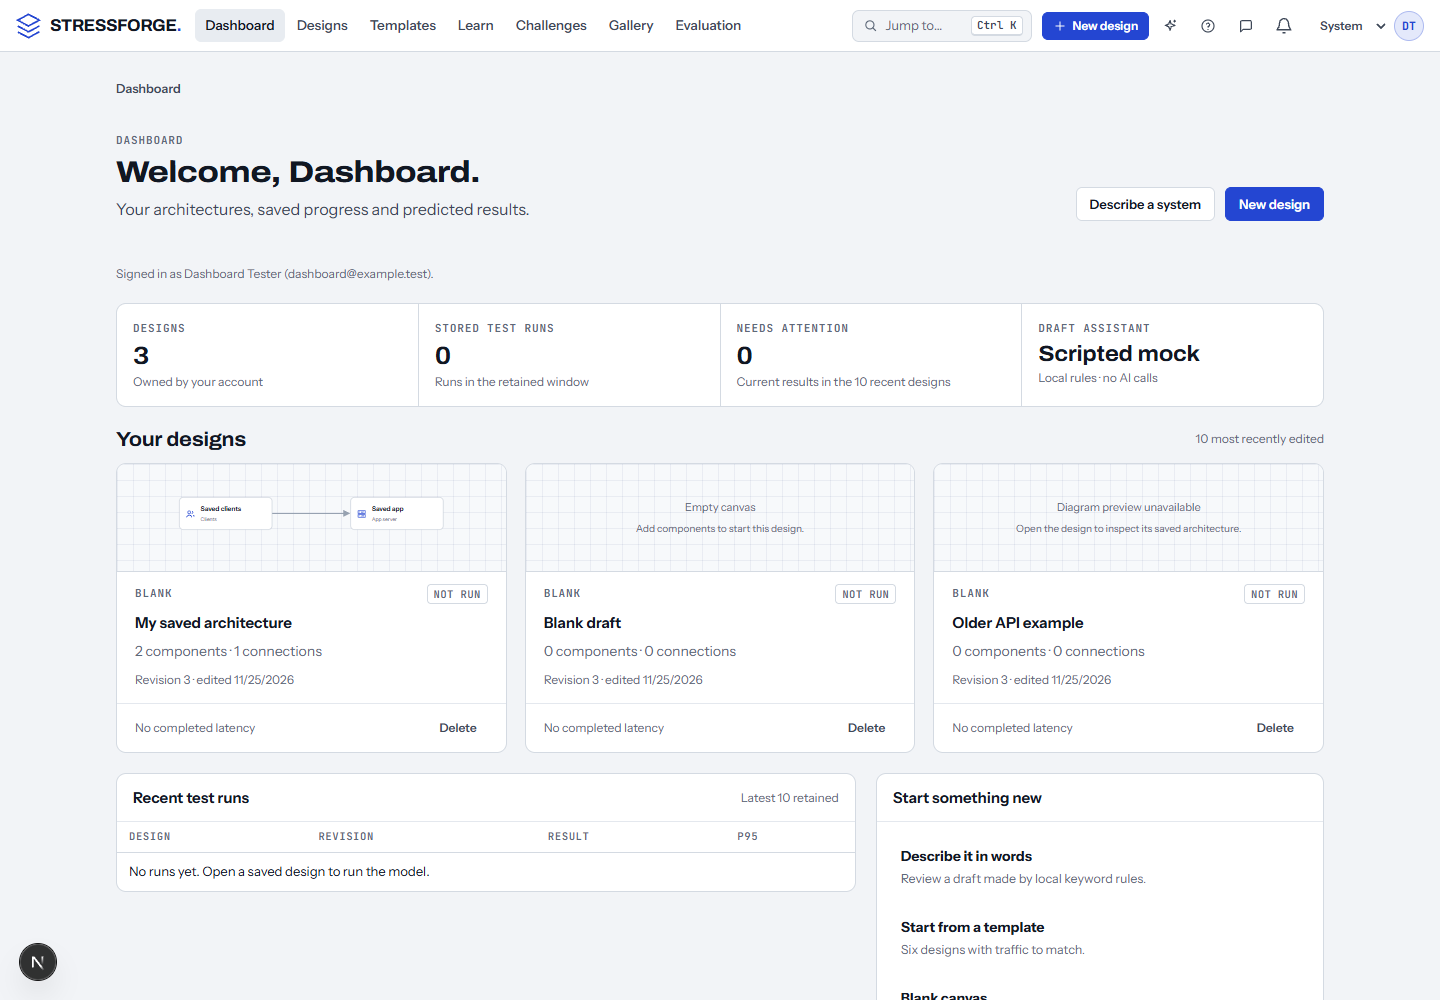 STRESSFORGE.
Dashboard
Designs
Templates
Learn
Challenges
Gallery
Evaluation
Jump to...
Ctrl K
New design
System
DT
Dashboard
DASHBOARD
Welcome, Dashboard.
Your architectures, saved progress and predicted results.
Describe a system
New design
Signed in as Dashboard Tester (dashboard@example.test).
DESIGNS
3
Owned by your account
STORED TEST RUNS
0
Runs in the retained window
NEEDS ATTENTION
0
Current results in the 10 recent designs
DRAFT ASSISTANT
Scripted mock
Local rules · no AI calls
Your designs
10 most recently edited
Saved clients
Clients
Saved app
App server
BLANK
NOT RUN
My saved architecture
2 components · 1 connections
Revision 3 · edited 11/25/2026
No completed latency
Delete
Empty canvas
Add components to start this design.
BLANK
NOT RUN
Blank draft
0 components · 0 connections
Revision 3 · edited 11/25/2026
No completed latency
Delete
Diagram preview unavailable
Open the design to inspect its saved architecture.
BLANK
NOT RUN
Older API example
0 components · 0 connections
Revision 3 · edited 11/25/2026
No completed latency
Delete
Recent test runs
Latest 10 retained
DESIGN REVISION RESULT P95
No runs yet. Open a saved design to run the model.
Start something new
Describe it in words
Review a draft made by local keyword rules.
Start from a template
Six designs with traffic to match.
Blank canvas
N